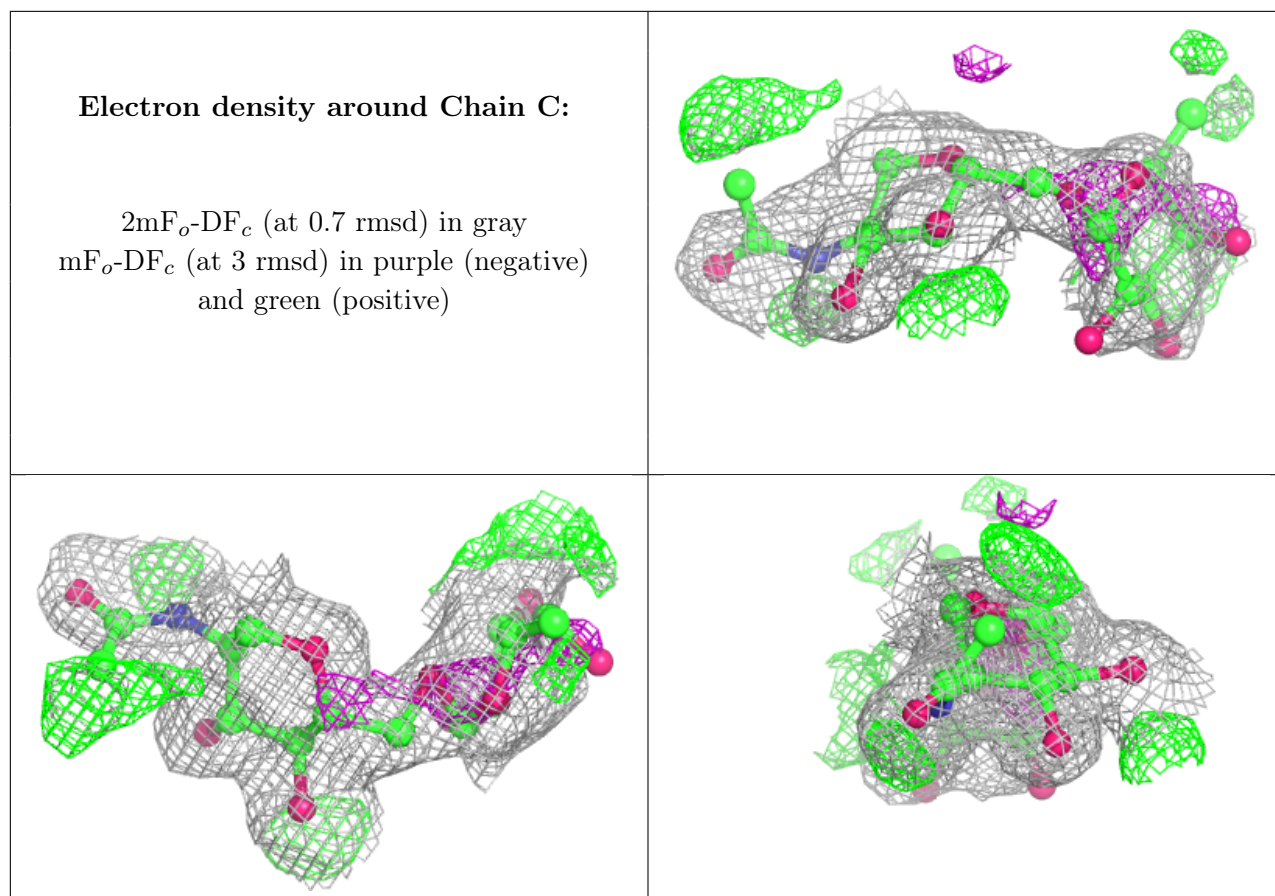 Electron density around Chain C:
2mFₒ-DF𝒸 (at 0.7 rmsd) in gray
mFₒ-DF𝒸 (at 3 rmsd) in purple (negative)
and green (positive)